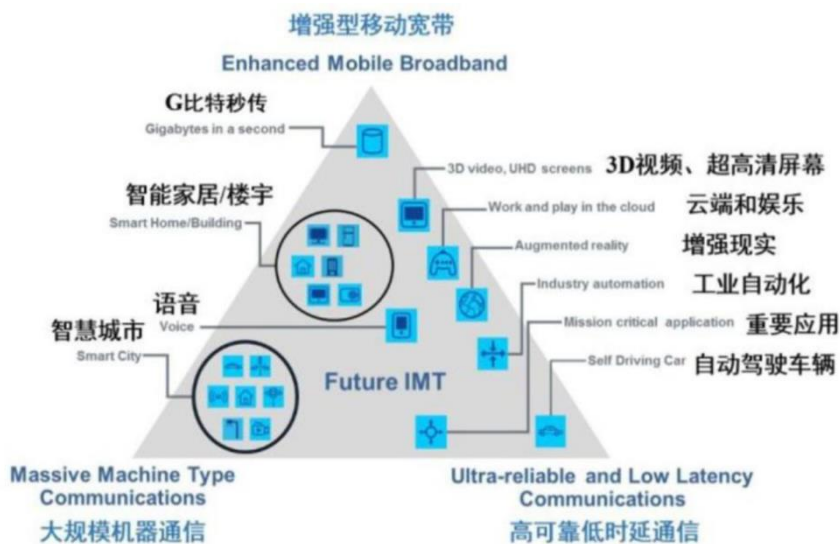 增强型移动宽带
Enhanced Mobile Broadband
G比特秒传
Gigabytes in a second
3D video, UHD screens 3D视频、超高清屏幕
智能家居/楼宇
Smart Home/Building
Work and play in the cloud 云端和娱乐
Augmented reality 增强现实
Industry automation 工业自动化
语音
Voice
Mission critical application 重要应用
智慧城市
Smart City
Self Driving Car 自动驾驶车辆
Future IMT
Massive Machine Type
Communications
大规模机器通信
Ultra-reliable and Low Latency
Communications
高可靠低时延通信